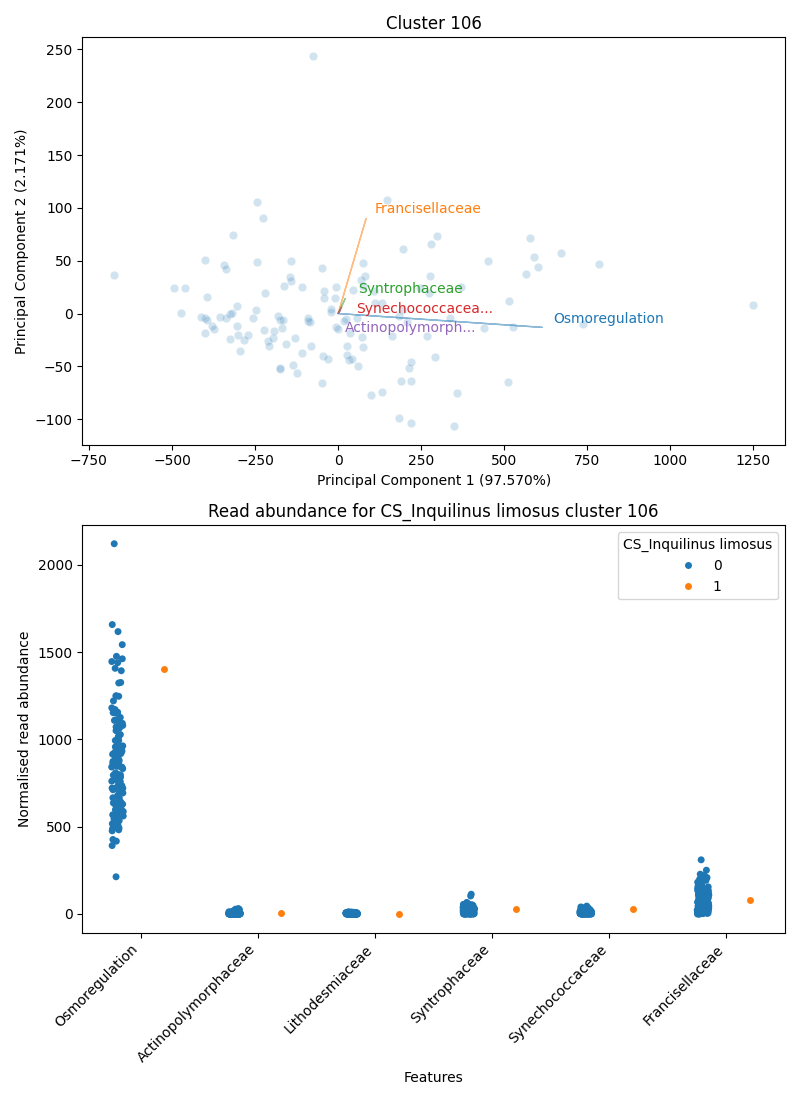 Cluster 106
250
200
150
100
50
0
−50
−100
Principal Component 2 (2.171%)
Francisellaceae
Syntrophaceae
Synechococcacea...
Osmoregulation
Actinopolymorph...
−750 −500 −250 0 250 500 750 1000 1250
Principal Component 1 (97.570%)
Read abundance for CS_Inquilinus limosus cluster 106
CS_Inquilinus limosus
0
1
2000
1500
1000
500
0
Normalised read abundance
Osmoregulation
Actinopolymorphaceae
Lithodesmiaceae
Syntrophaceae
Synechococcaceae
Francisellaceae
Features